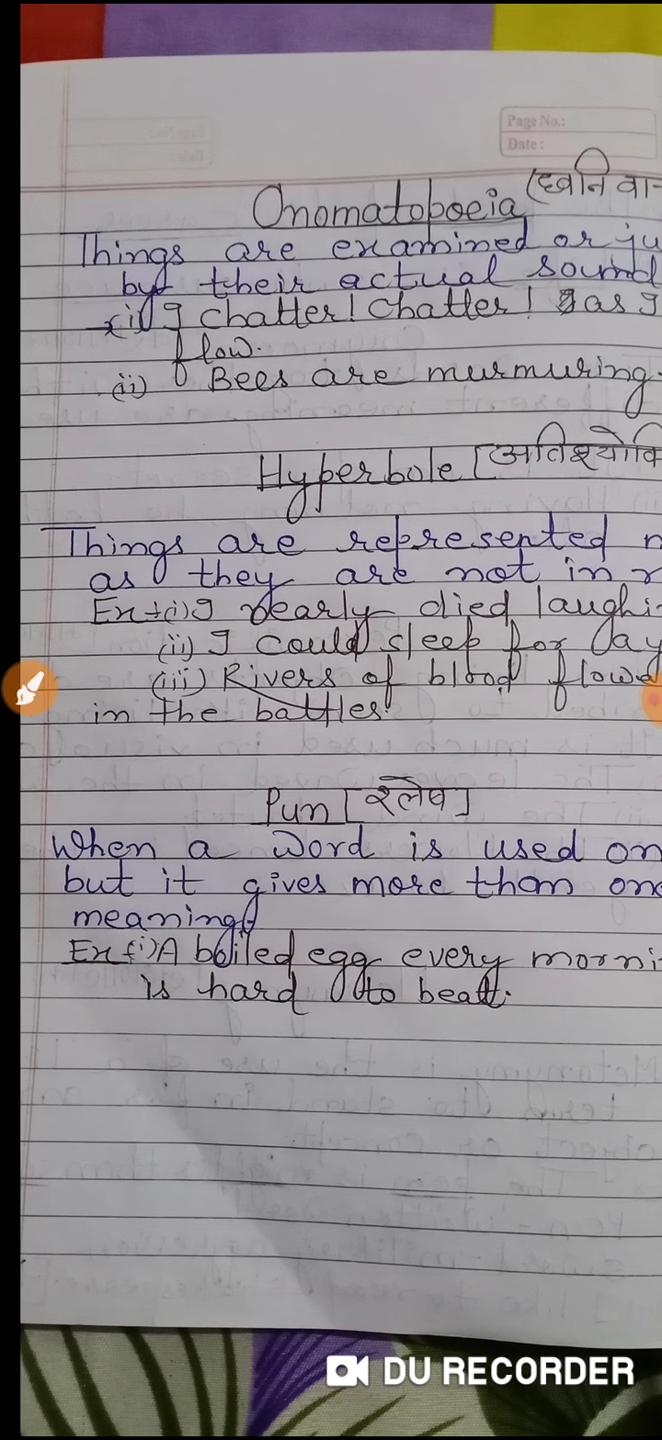 Page No.:
Date :
(ध्वनि वा-
Onomatopoeia
Things are examined or ju
by their actual sound
(i) I chatter! Chatter! as I
flow.
(ii) Bees are murmuring.
Hyperbole [अतिश्योक्ति
Things are represented
as they are not in r
Ex→(i) I nearly died laughi-
(ii) I could sleep for day
(iii) Rivers of blood flowe
in the battles.
Pun [श्लेष]
When a word is used on
but it gives more than one
meaning.
Ex→(i) A boiled egg every morni-
is hard to beat.
DU RECORDER